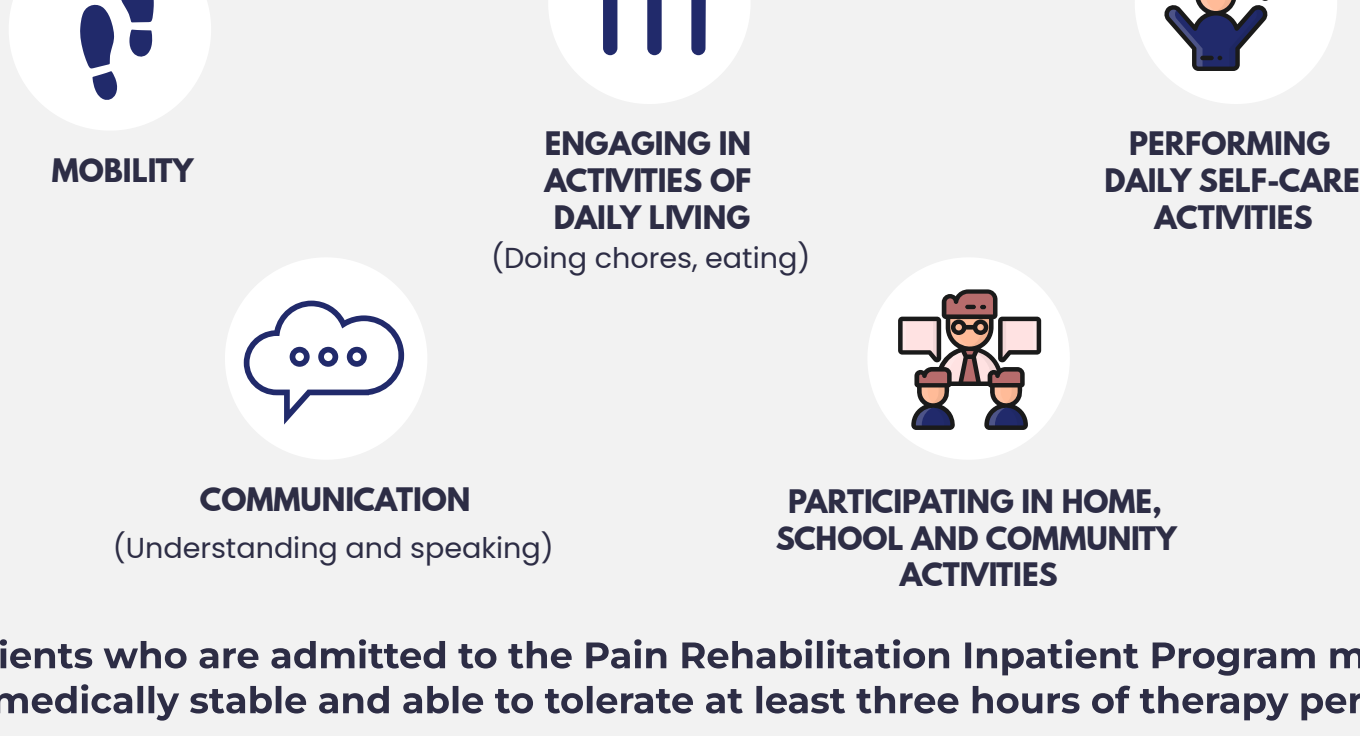 MOBILITY
ENGAGING IN
ACTIVITIES OF
DAILY LIVING
(Doing chores, eating)
PERFORMING
DAILY SELF-CARE
ACTIVITIES
COMMUNICATION
(Understanding and speaking)
PARTICIPATING IN HOME,
SCHOOL AND COMMUNITY
ACTIVITIES
who are admitted to the Pain Rehabilitation Inpatient Program
medically stable and able to tolerate at least three hours of therapy per